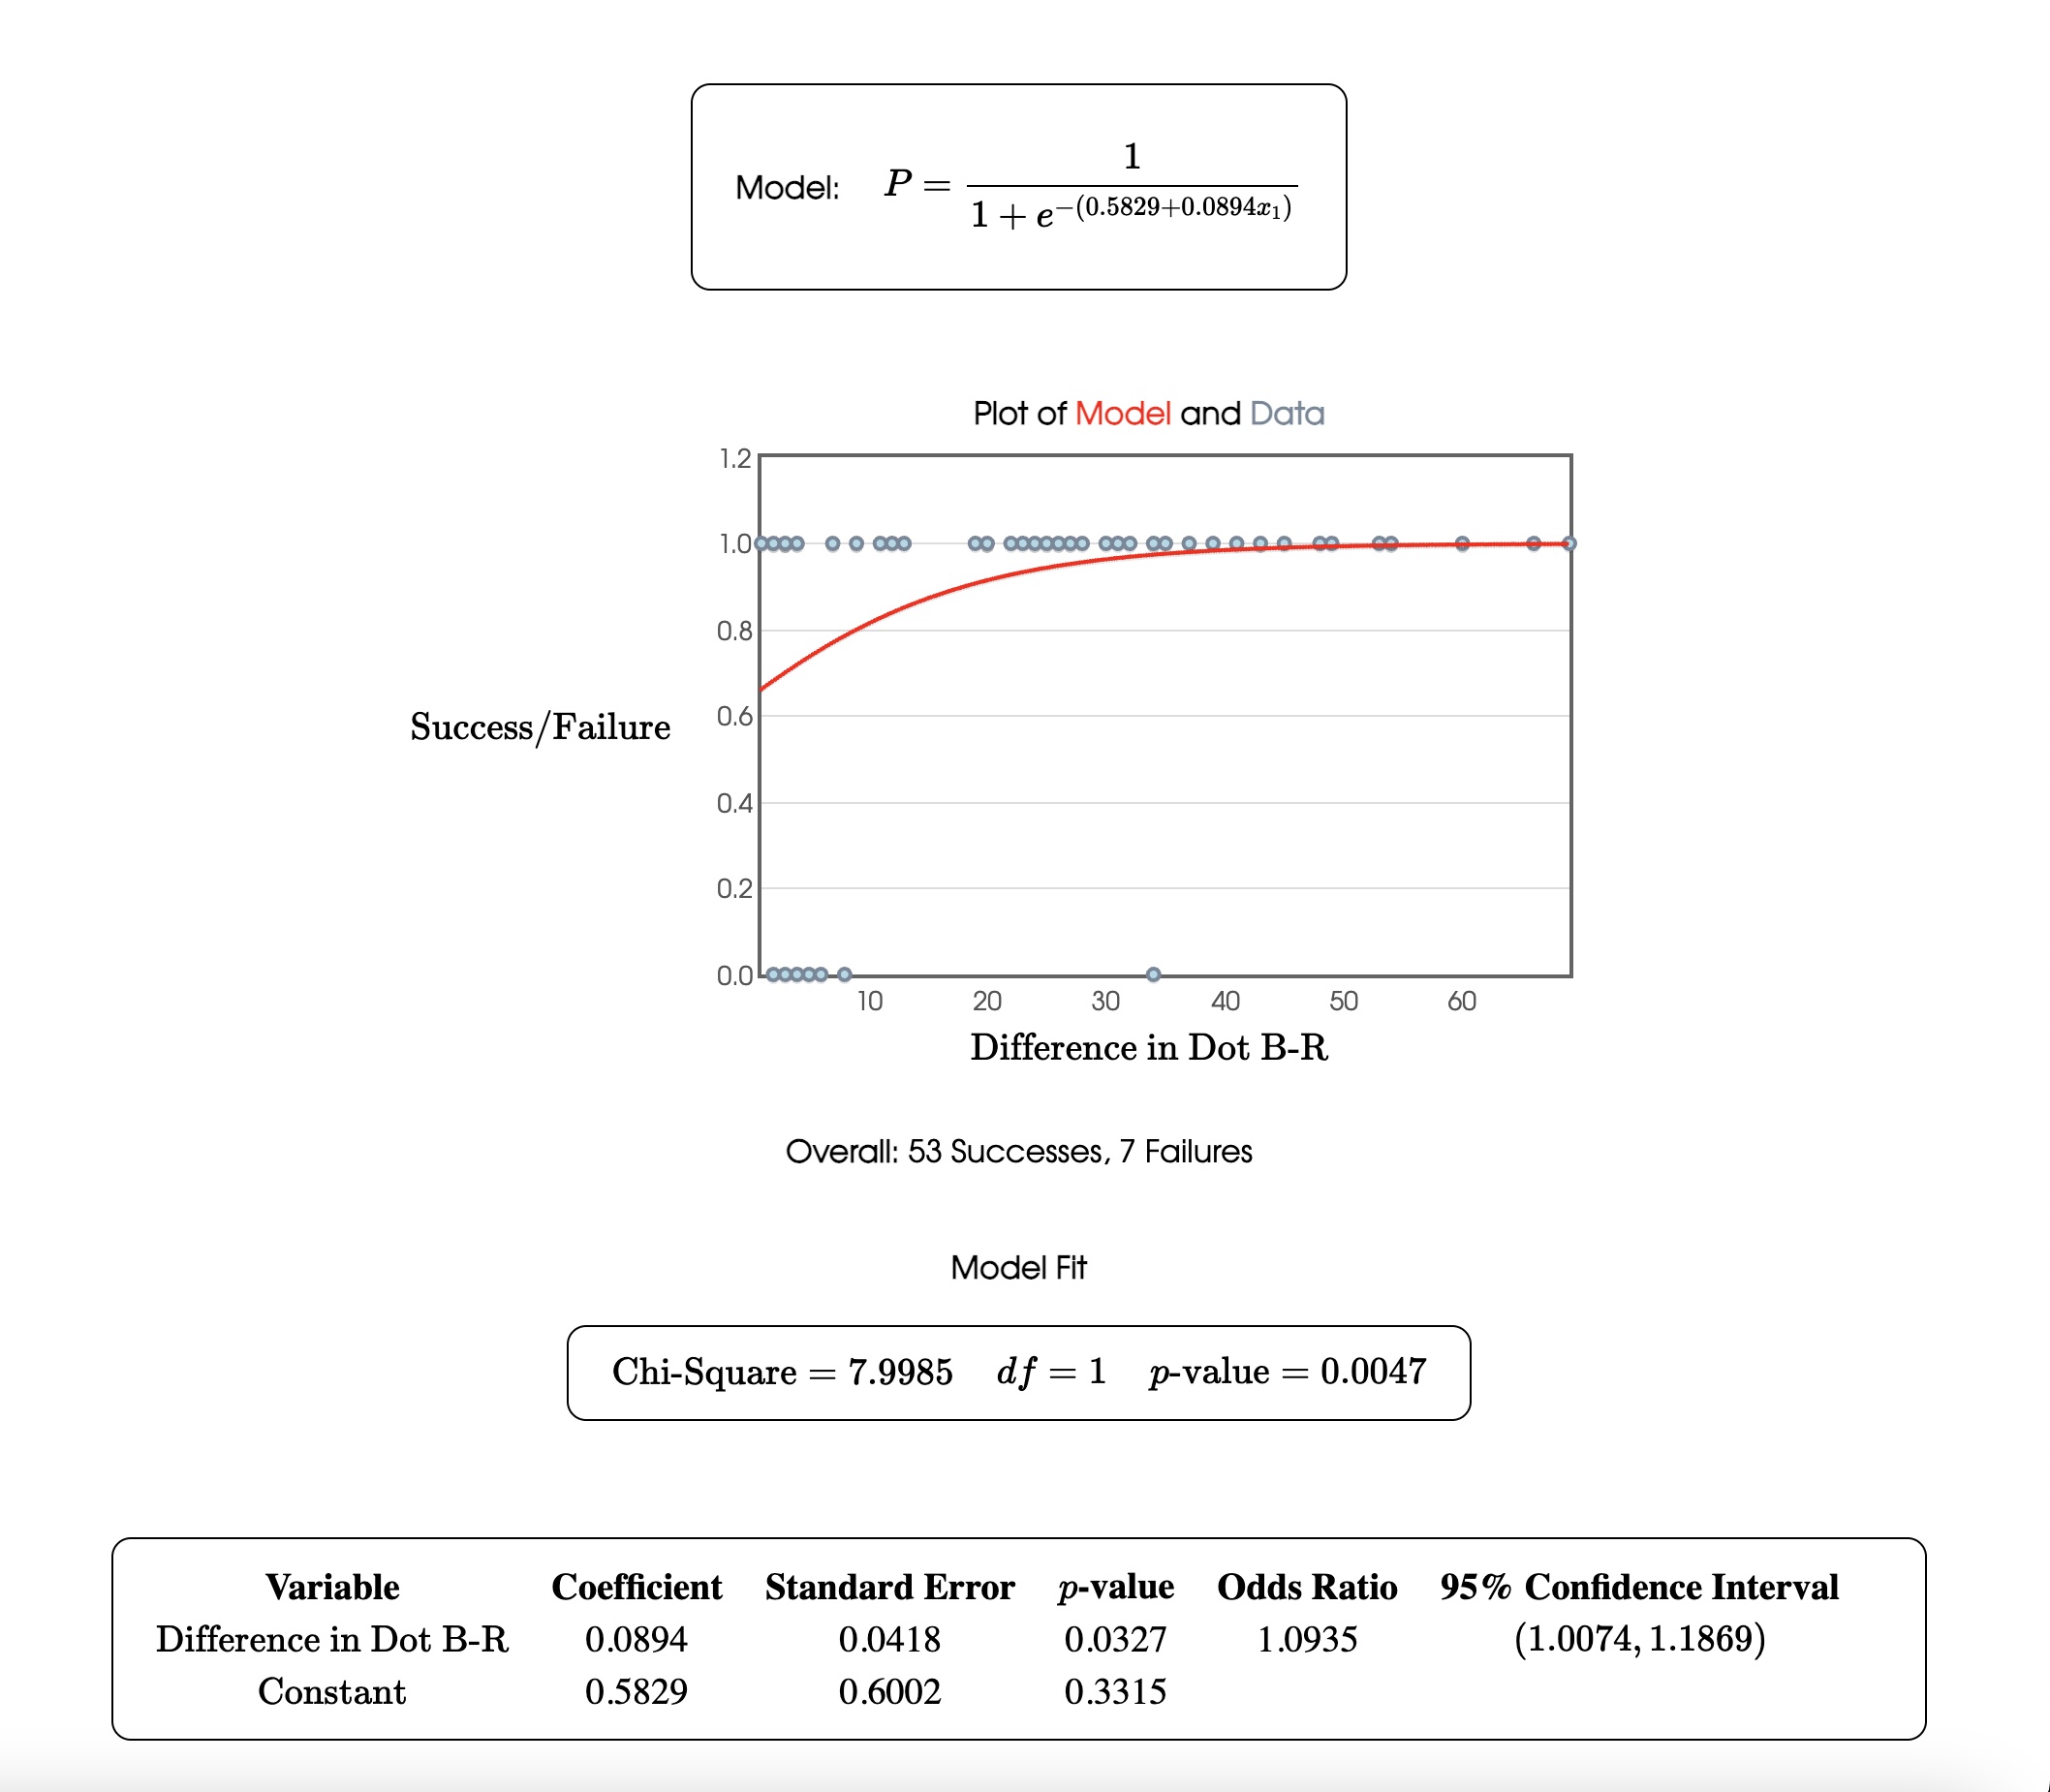 Model: P = 1 / (1 + e^−(0.5829+0.0894x₁))
Plot of Model and Data
1.2
1.0
0.8
0.6
0.4
0.2
0.0
Success/Failure
10 20 30 40 50 60
Difference in Dot B-R
Overall: 53 Successes, 7 Failures
Model Fit
Chi-Square = 7.9985 df = 1 p-value = 0.0047
Variable Coefficient Standard Error p-value Odds Ratio 95% Confidence Interval
Difference in Dot B-R 0.0894 0.0418 0.0327 1.0935 (1.0074, 1.1869)
Constant 0.5829 0.6002 0.3315